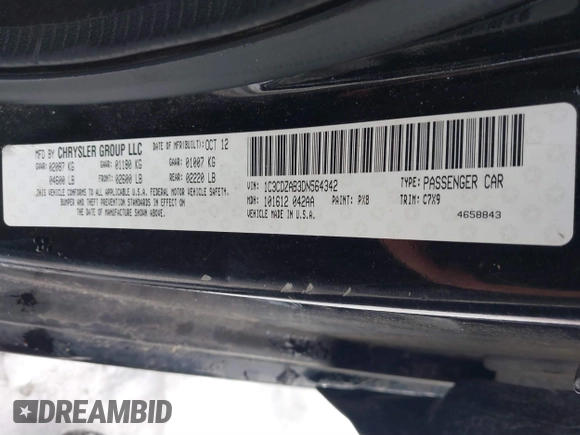 MFD BY CHRYSLER GROUP LLC DATE OF MFR(BUILT): OCT 12
GVWR: 02087 KG GAWR: 01180 KG GAWR: 01007 KG
04600 LB FRONT: 02600 LB REAR: 02220 LB
THIS VEHICLE CONFORMS TO ALL APPLICABLE U.S.A. FEDERAL MOTOR VEHICLE SAFETY,
BUMPER AND THEFT PREVENTION STANDARDS IN EFFECT ON THE DATE OF
MANUFACTURE SHOWN ABOVE.
VIN: 1C3CDZAB3DN564342 TYPE: PASSENGER CAR
MDH: 101612 042AA PAINT: PX8 TRIM: C7X9
VEHICLE MADE IN U.S.A. 4658843
DREAMBID